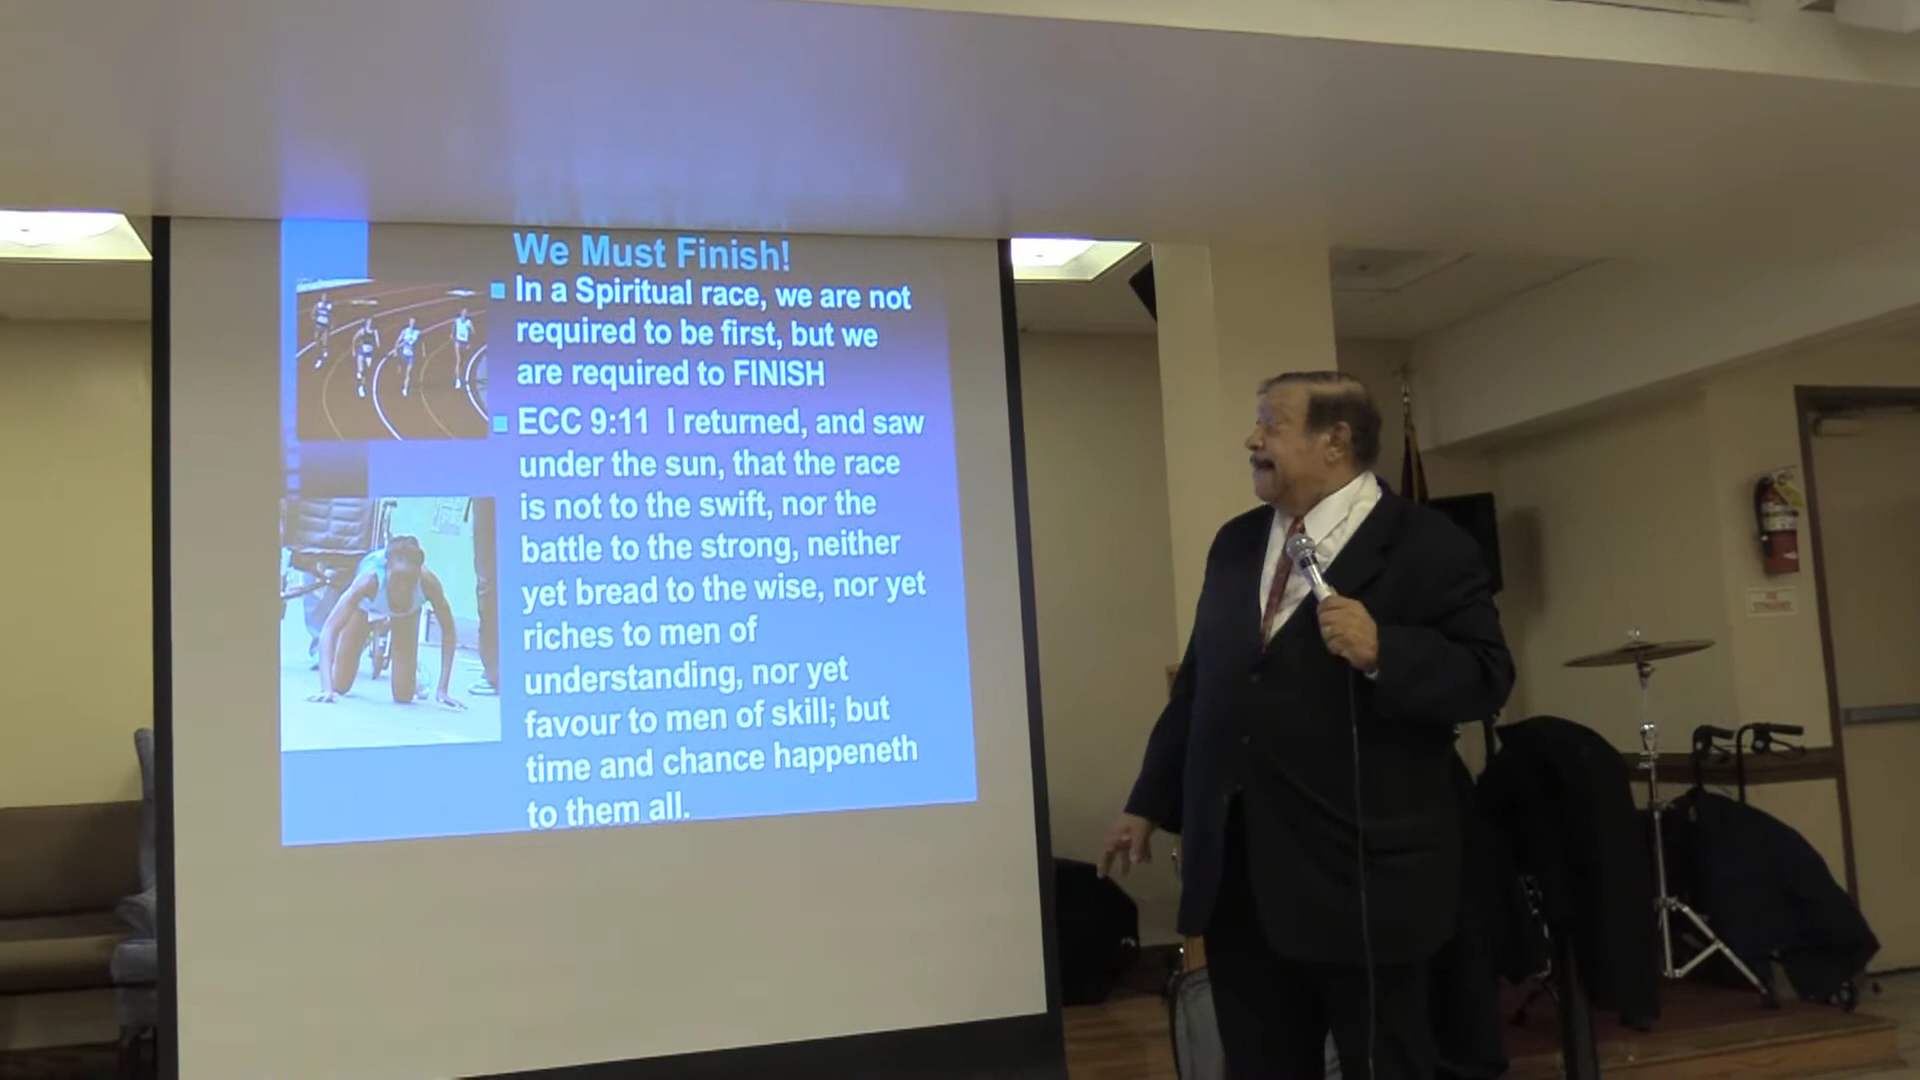 We Must Finish!
In a Spiritual race, we are not
required to be first, but we
are required to FINISH
ECC 9:11 I returned, and saw
under the sun, that the race
is not to the swift, nor the
battle to the strong, neither
yet bread to the wise, nor yet
riches to men of
understanding, nor yet
favour to men of skill; but
time and chance happeneth
to them all.